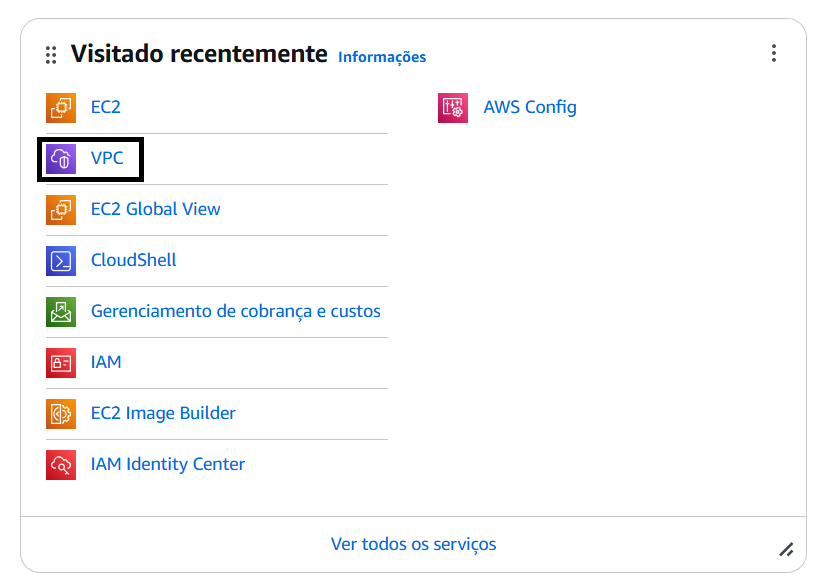 Visitado recentemente Informações
EC2
VPC
EC2 Global View
CloudShell
Gerenciamento de cobrança e custos
IAM
EC2 Image Builder
IAM Identity Center
AWS Config
Ver todos os serviços